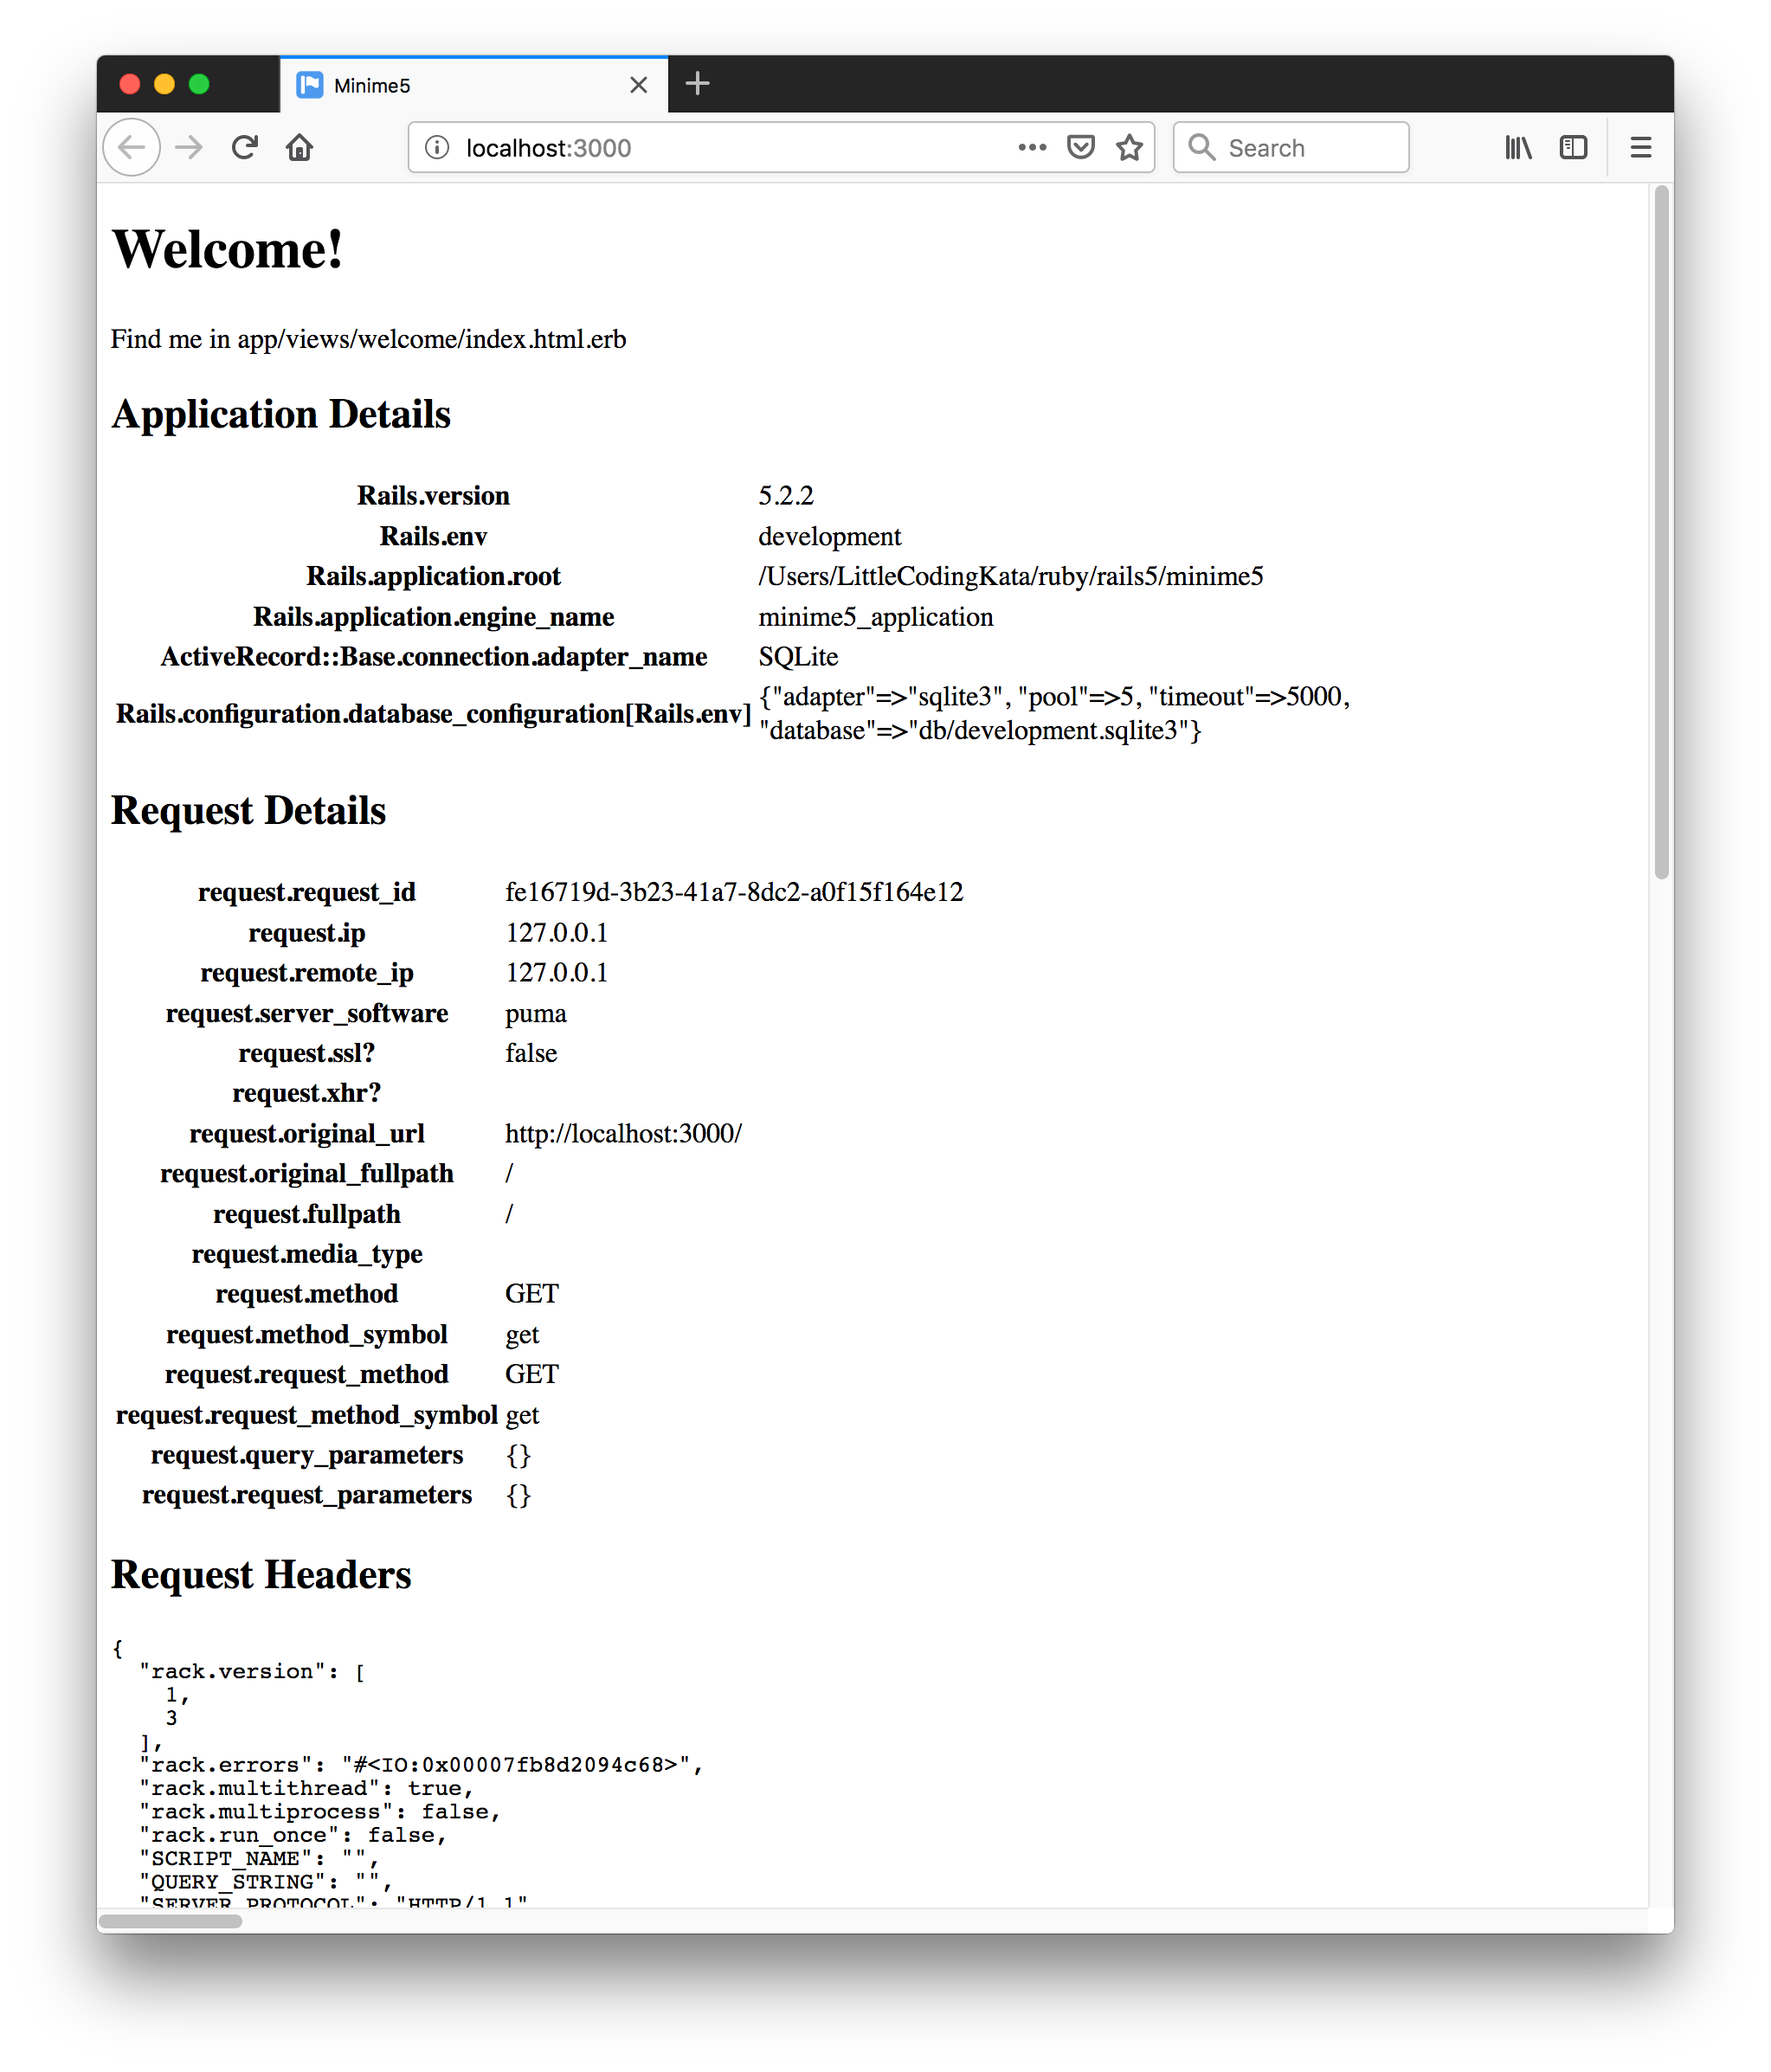 Minime5
localhost:3000
Search
Welcome!
Find me in app/views/welcome/index.html.erb
Application Details
Rails.version 5.2.2
Rails.env development
Rails.application.root /Users/LittleCodingKata/ruby/rails5/minime5
Rails.application.engine_name minime5_application
ActiveRecord::Base.connection.adapter_name SQLite
Rails.configuration.database_configuration[Rails.env] {"adapter"=>"sqlite3", "pool"=>5, "timeout"=>5000,
"database"=>"db/development.sqlite3"}
Request Details
request.request_id fe16719d-3b23-41a7-8dc2-a0f15f164e12
request.ip 127.0.0.1
request.remote_ip 127.0.0.1
request.server_software puma
request.ssl? false
request.xhr?
request.original_url http://localhost:3000/
request.original_fullpath /
request.fullpath /
request.media_type
request.method GET
request.method_symbol get
request.request_method GET
request.request_method_symbol get
request.query_parameters {}
request.request_parameters {}
Request Headers
{
  "rack.version": [
    1,
    3
  ],
  "rack.errors": "#<IO:0x00007fb8d2094c68>",
  "rack.multithread": true,
  "rack.multiprocess": false,
  "rack.run_once": false,
  "SCRIPT_NAME": "",
  "QUERY_STRING": "",
  "SERVER_PROTOCOL": "HTTP/1.1"